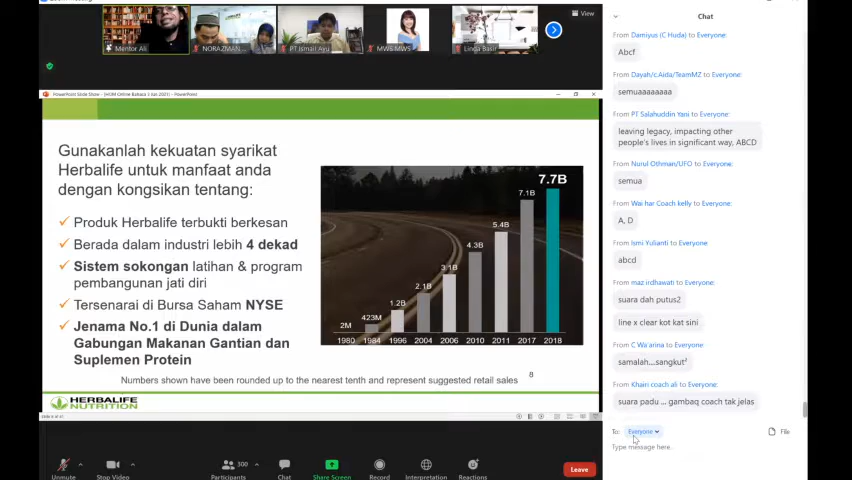 Mentor Ali
NORAZMAN
PT Ismail Ayu
MWS MWS
Linda Basir
View
PowerPoint Slide Show - [HOM Online Bahasa 1 Jan 2021] - PowerPoint
Gunakanlah kekuatan syarikat
Herbalife untuk manfaat anda
dengan kongsikan tentang:
Produk Herbalife terbukti berkesan
Berada dalam industri lebih 4 dekad
Sistem sokongan latihan & program
pembangunan jati diri
Tersenarai di Bursa Saham NYSE
Jenama No.1 di Dunia dalam
Gabungan Makanan Gantian dan
Suplemen Protein
2M
423M
1.2B
2.1B
3.1B
4.3B
5.4B
7.1B
7.7B
1980 1984 1996 2004 2006 2010 2011 2017 2018
Numbers shown have been rounded up to the nearest tenth and represent suggested retail sales
8
HERBALIFE
NUTRITION
Unmute
Stop Video
300
Participants
Chat
Share Screen
Record
Interpretation
Reactions
Leave
Chat
From Damiyus (C Huda) to Everyone:
Abcf
From Dayah/c.Aida/TeamMZ to Everyone:
semuaaaaaaaa
From PT Salahuddin Yani to Everyone:
leaving legacy, impacting other
people's lives in significant way, ABCD
From Nurul Othman/UFO to Everyone:
semua
From Wai har Coach kelly to Everyone:
A, D
From Ismi Yulianti to Everyone:
abcd
From maz irdhawati to Everyone:
suara dah putus2
line x clear kot kat sini
From C Wa'arina to Everyone:
samalah....sangkut²
From Khairi coach ali to Everyone:
suara padu ... gambaq coach tak jelas
To: Everyone
File
Type message here...